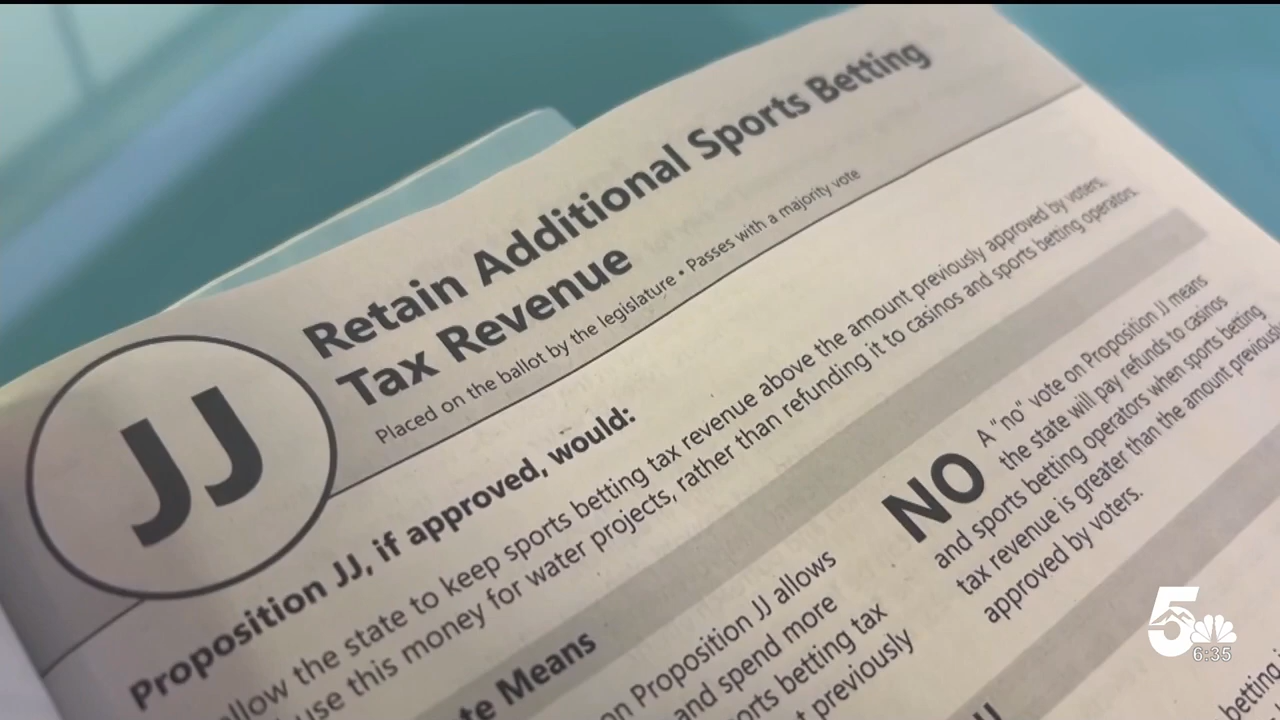 Retain Additional Sports Betting
Tax Revenue
Placed on the ballot by the legislature • Passes with a majority vote
JJ
Proposition JJ, if approved, would:
allow the state to keep sports betting tax revenue above the amount previously approved by voters.
use this money for water projects, rather than refunding it to casinos and sports betting operators.
te Means
on Proposition JJ allows
and spend more
orts betting tax
t previously
NO
A "no" vote on Proposition JJ means
the state will pay refunds to casinos
and sports betting operators when sports betting
tax revenue is greater than the amount previous
approved by voters.
betting
5
6:35